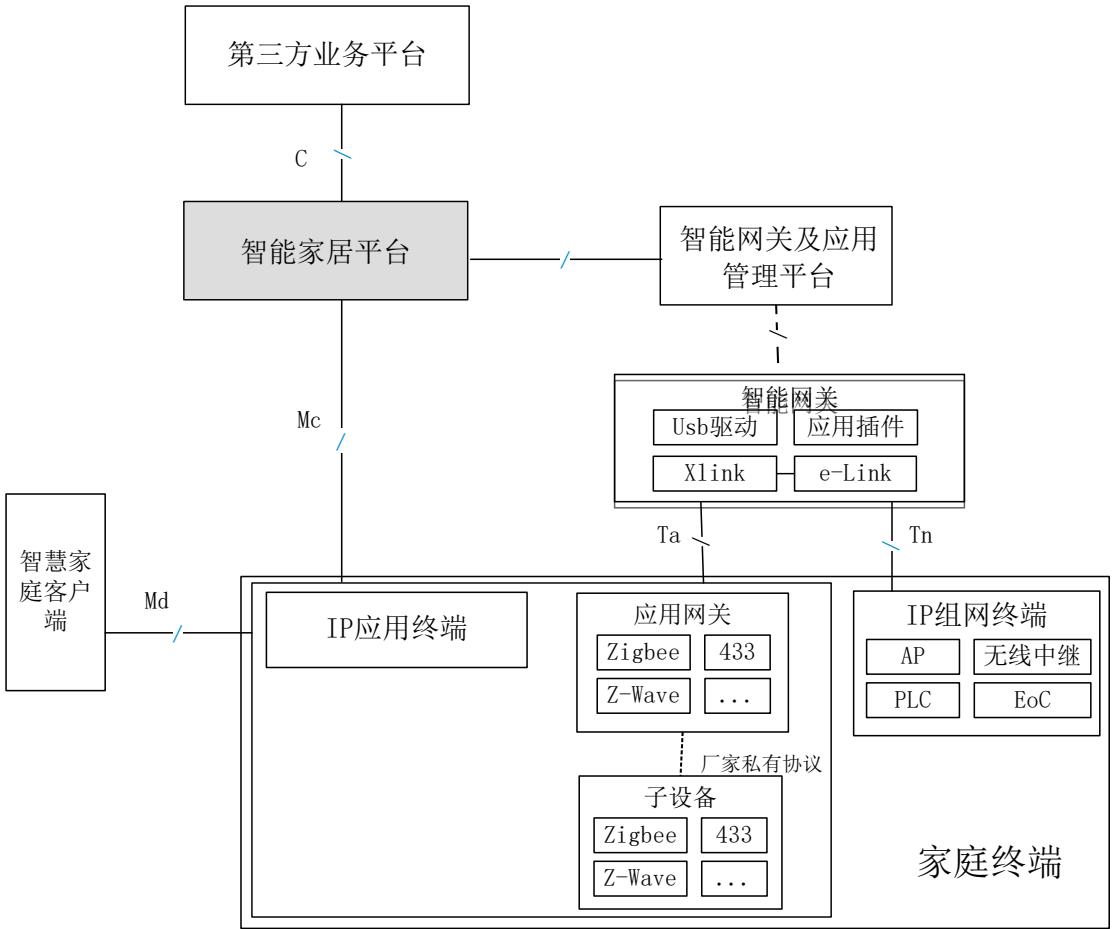 第三方业务平台
C
智能家居平台
智能网关及应用
管理平台
Mc
智能网关
Usb驱动
应用插件
Xlink
e-Link
Ta
Tn
智慧家
庭客户
端
Md
IP应用终端
应用网关
Zigbee
433
Z-Wave
...
厂家私有协议
子设备
Zigbee
433
Z-Wave
...
IP组网终端
AP
无线中继
PLC
EoC
家庭终端